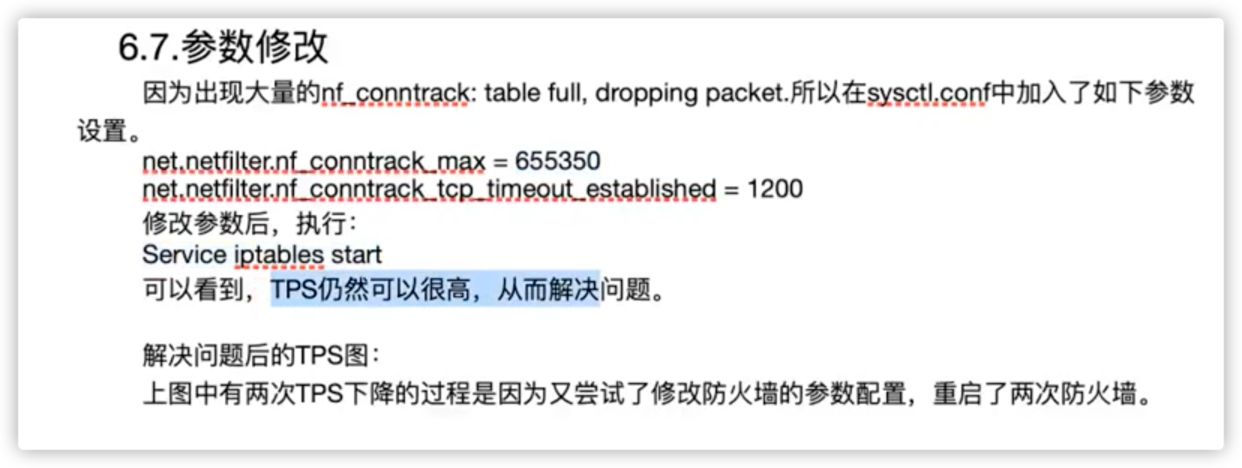 6.7.参数修改
因为出现大量的nf_conntrack: table full, dropping packet.所以在sysctl.conf中加入了如下参数
设置。
net.netfilter.nf_conntrack_max = 655350
net.netfilter.nf_conntrack_tcp_timeout_established = 1200
修改参数后，执行：
Service iptables start
可以看到，TPS仍然可以很高，从而解决问题。
解决问题后的TPS图：
上图中有两次TPS下降的过程是因为又尝试了修改防火墙的参数配置，重启了两次防火墙。